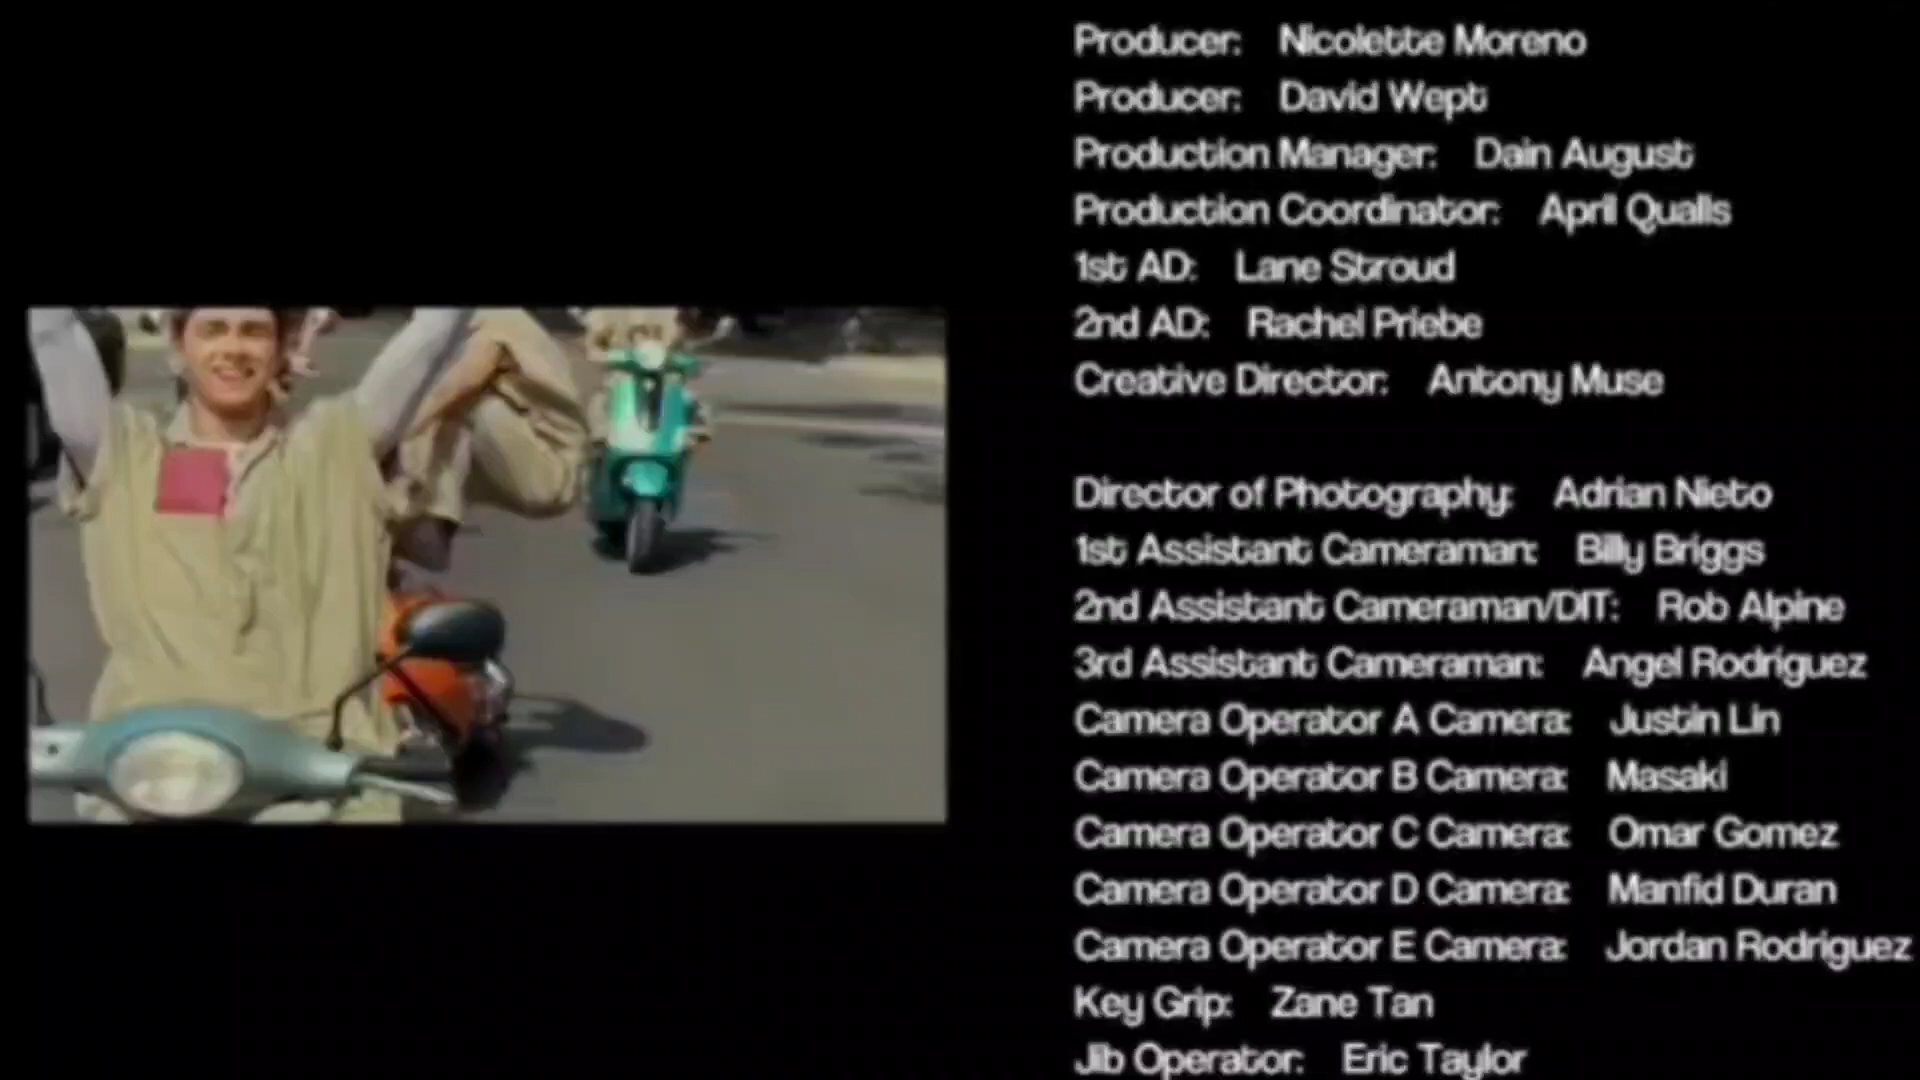 Producer: Nicolette Moreno
Producer: David Wept
Production Manager: Dain August
Production Coordinator: April Qualls
1st AD: Lane Stroud
2nd AD: Rachel Priebe
Creative Director: Antony Muse
Director of Photography: Adrian Nieto
1st Assistant Cameraman: Billy Briggs
2nd Assistant Cameraman/DIT: Rob Alpine
3rd Assistant Cameraman: Angel Rodriguez
Camera Operator A Camera: Justin Lin
Camera Operator B Camera: Masaki
Camera Operator C Camera: Omar Gomez
Camera Operator D Camera: Manfid Duran
Camera Operator E Camera: Jordan Rodriguez
Key Grip: Zane Tan
Jib Operator: Eric Taylor